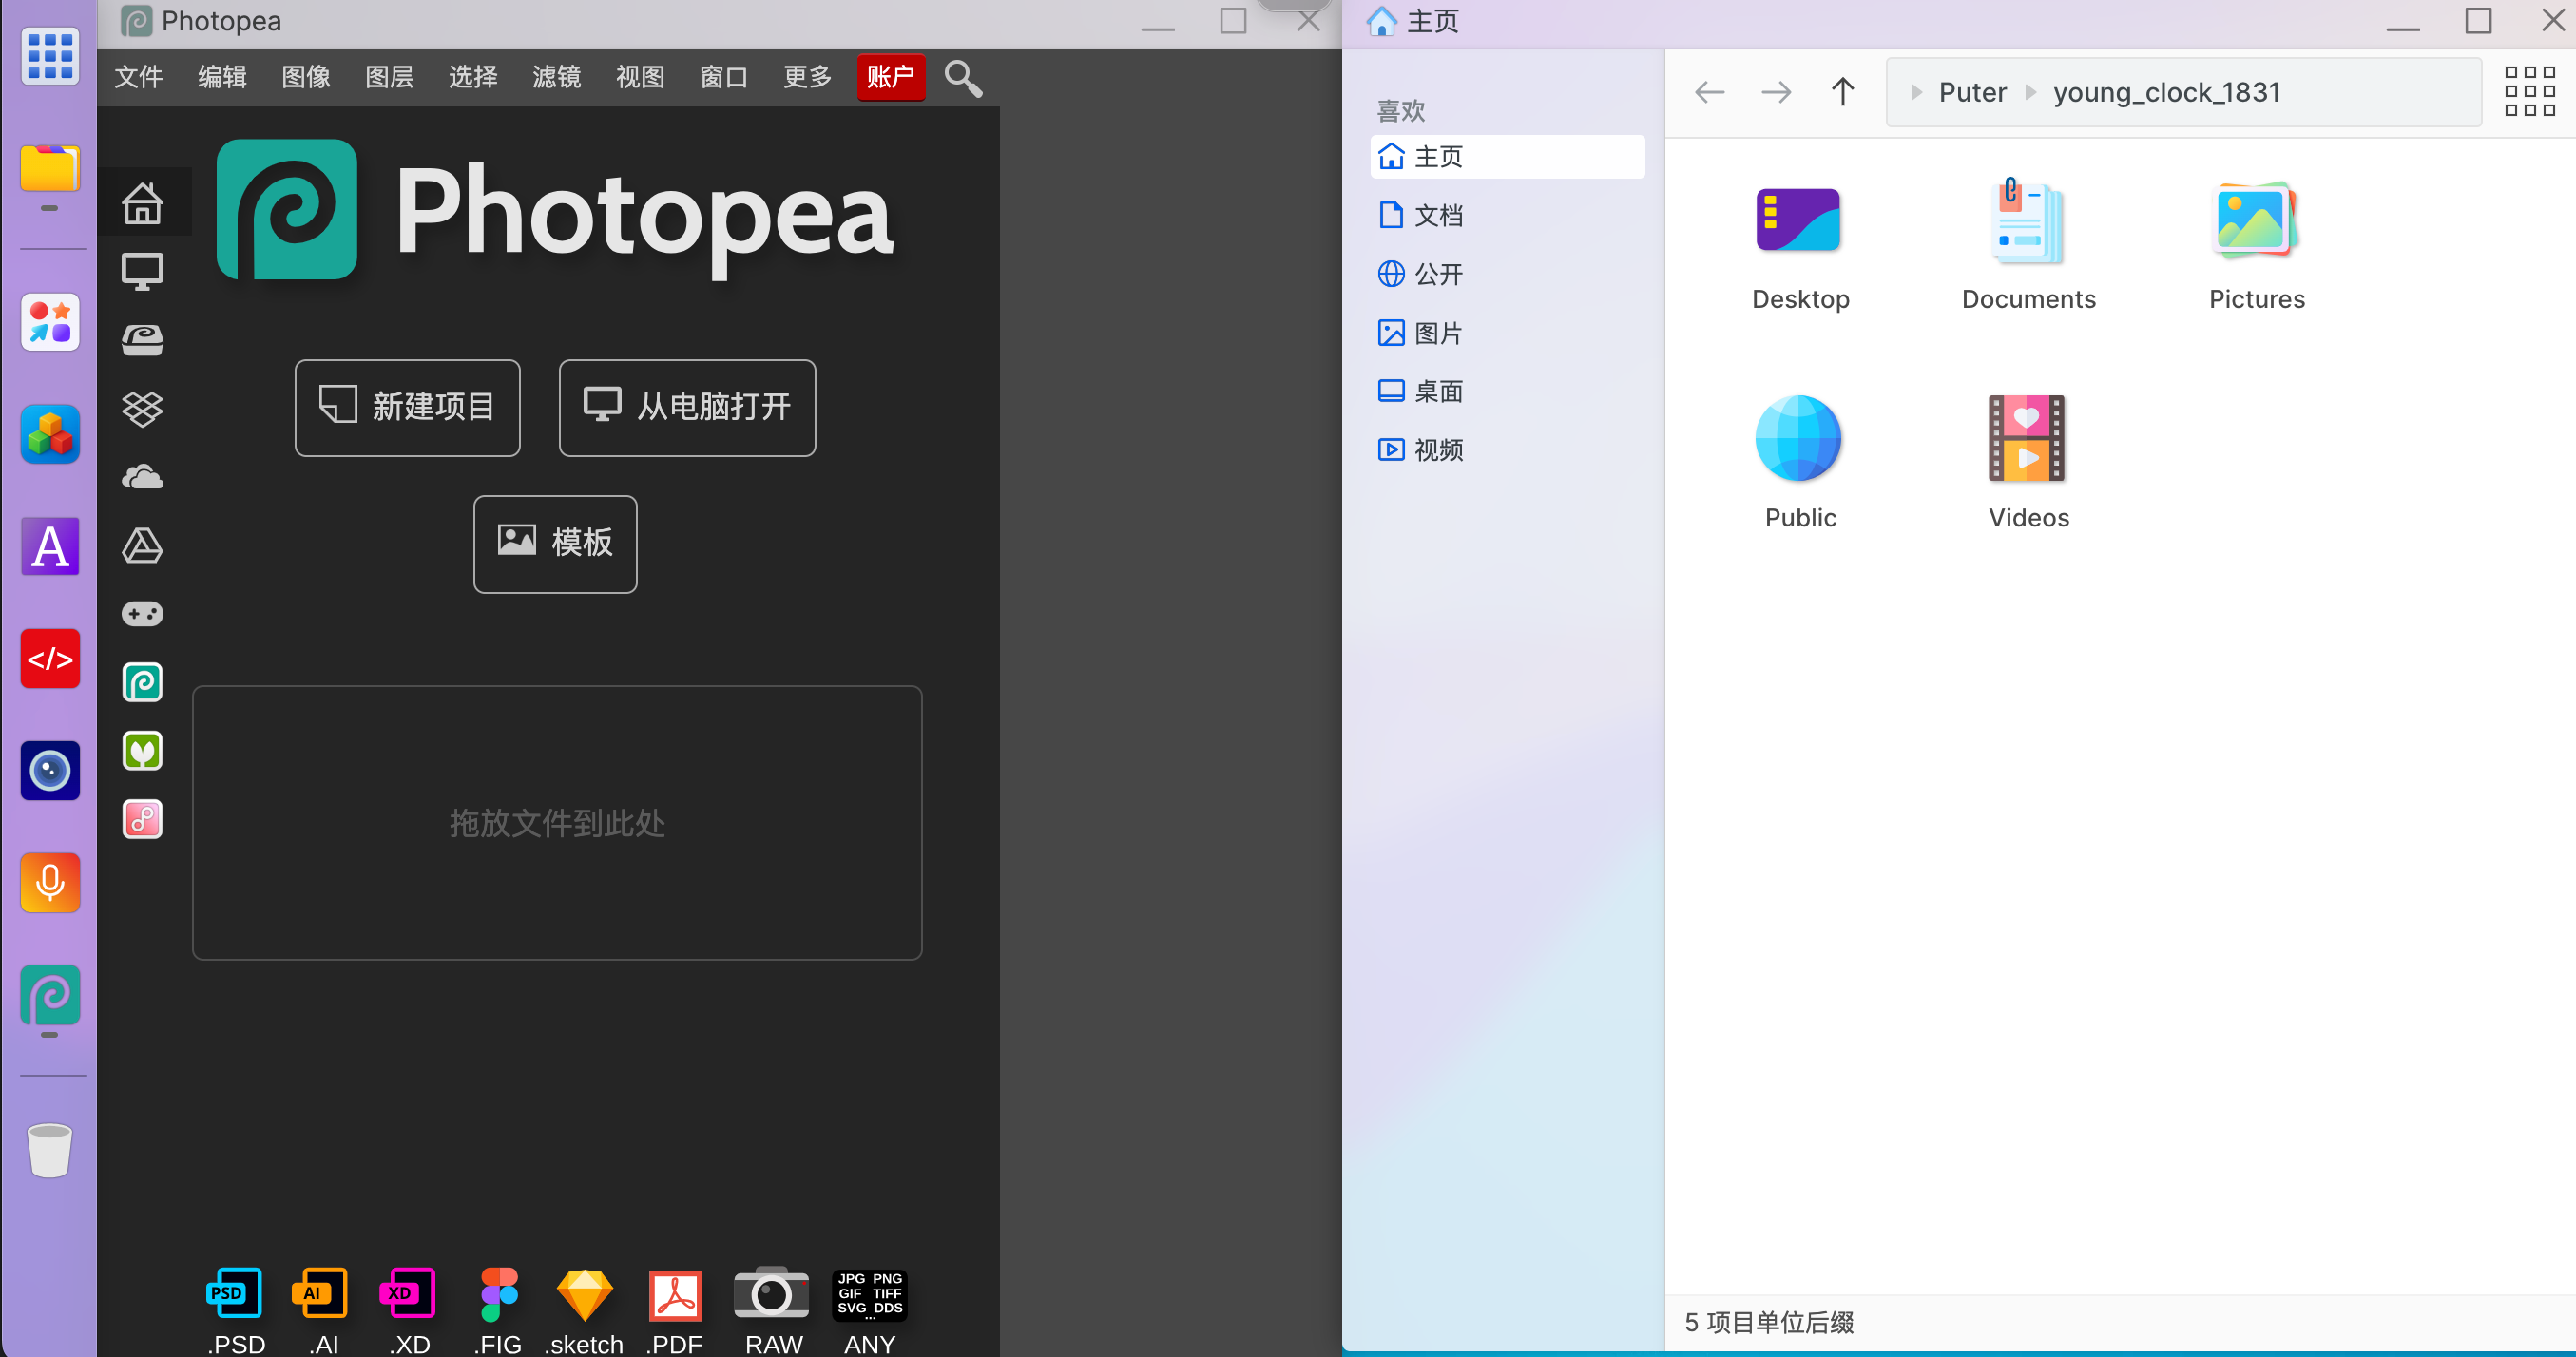 Photopea
文件 编辑 图像 图层 选择 滤镜 视图 窗口 更多 账户
Photopea
新建项目 从电脑打开
模板
拖放文件到此处
PSD AI XD JPG PNG
GIF TIFF
SVG DDS
...
.PSD .AI .XD .FIG .sketch .PDF RAW ANY
A
</>
主页
喜欢
主页
文档
公开
图片
桌面
视频
Puter young_clock_1831
Desktop Documents Pictures
Public Videos
5 项目单位后缀